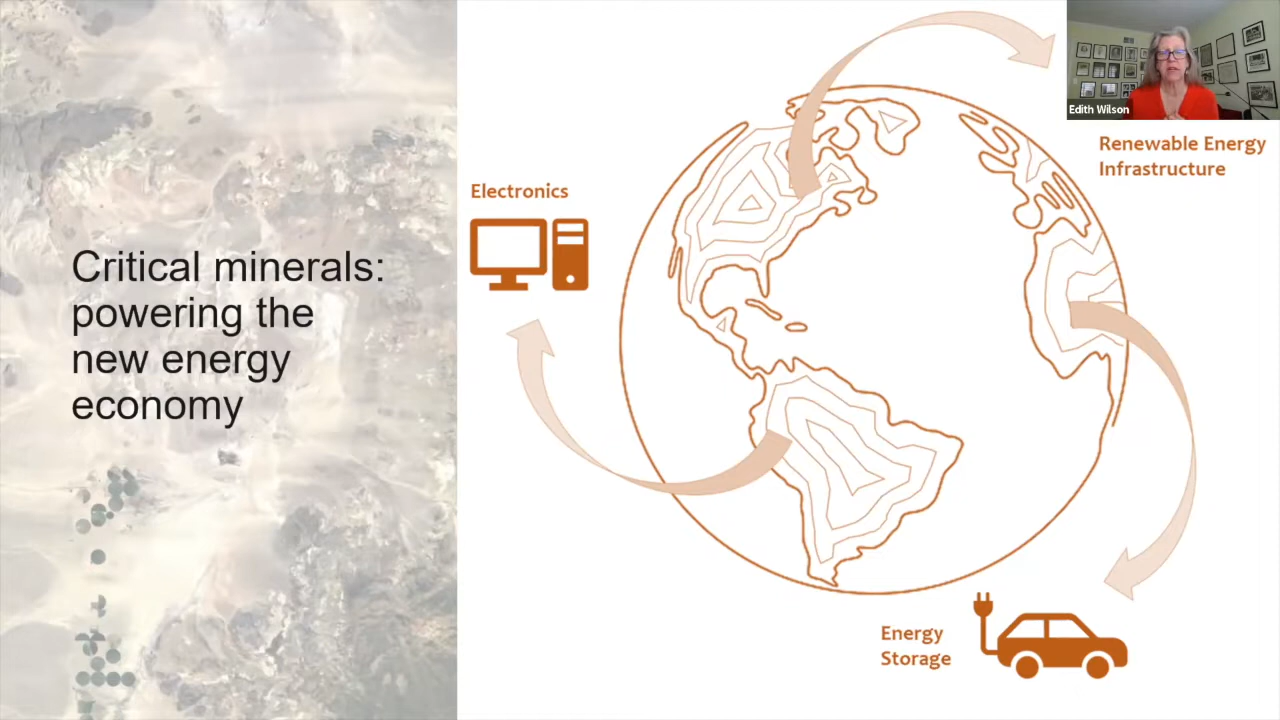 Critical minerals:
powering the
new energy
economy
Electronics
Edith Wilson
Renewable Energy
Infrastructure
Energy
Storage